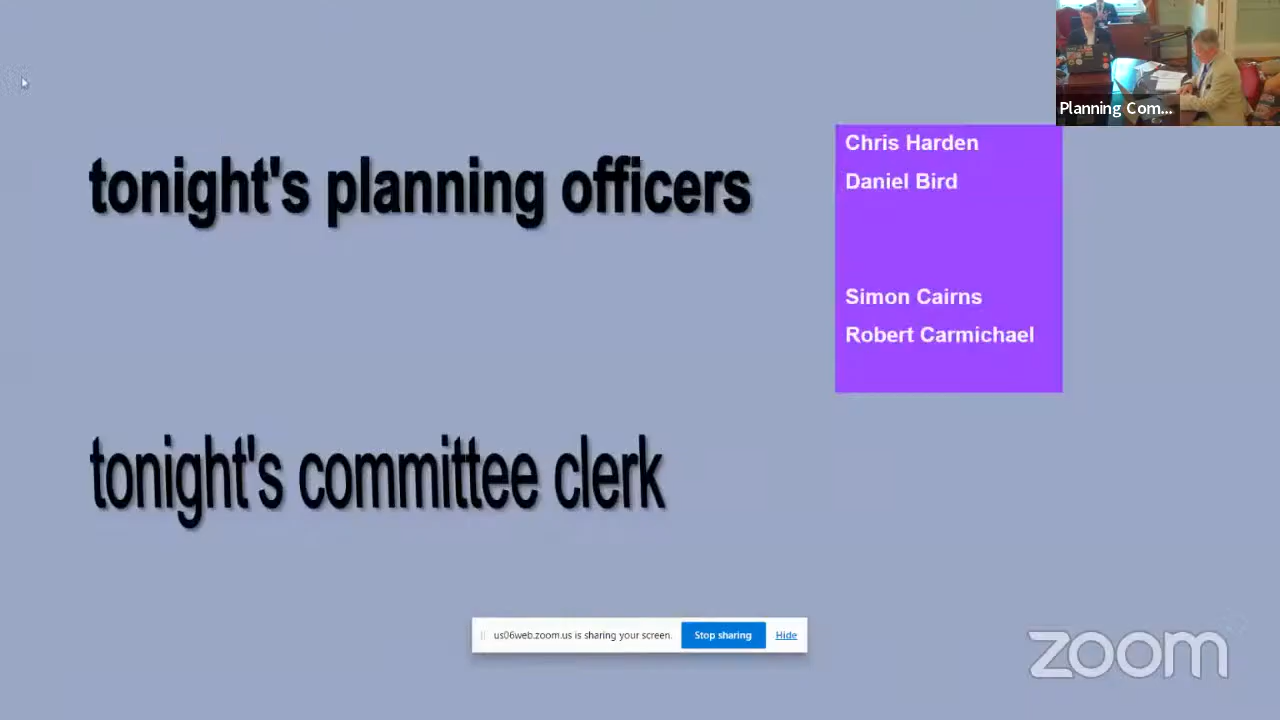 Planning Com...
Chris Harden
tonight's planning officers
Daniel Bird
Simon Cairns
Robert Carmichael
tonight's committee clerk
us06web.zoom.us is sharing your screen.
Stop sharing
Hide
zoom